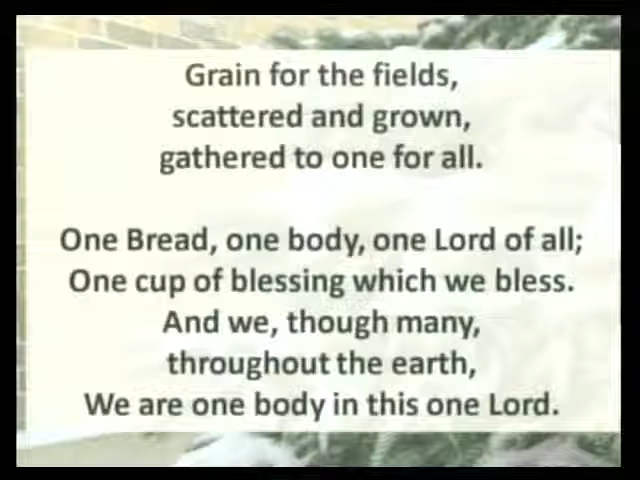 Grain for the fields,
scattered and grown,
gathered to one for all.
One Bread, one body, one Lord of all;
One cup of blessing which we bless.
And we, though many,
throughout the earth,
We are one body in this one Lord.